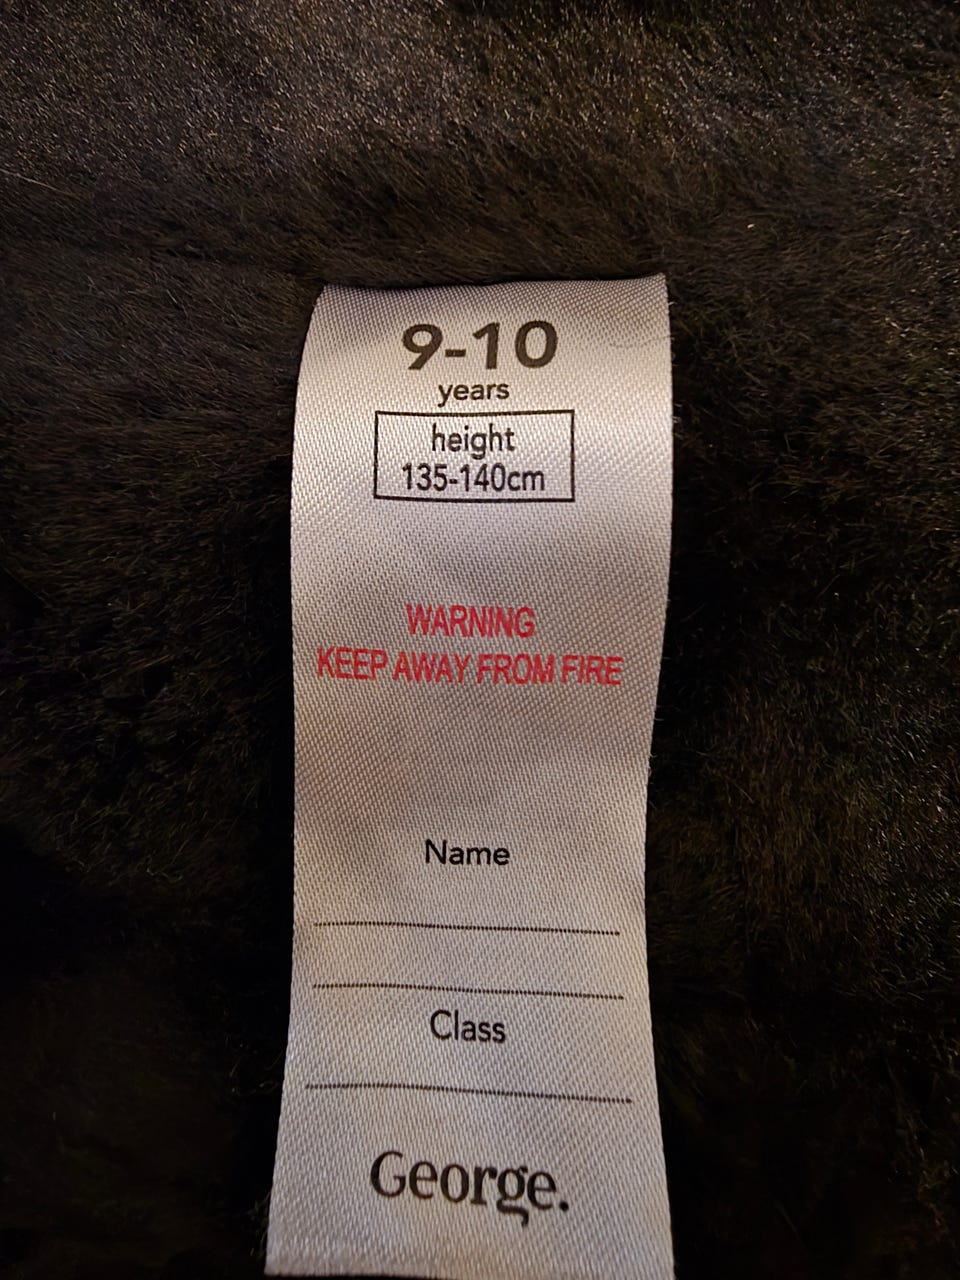 9-10
years
height
135-140cm
WARNING
KEEP AWAY FROM FIRE
Name
Class
George.